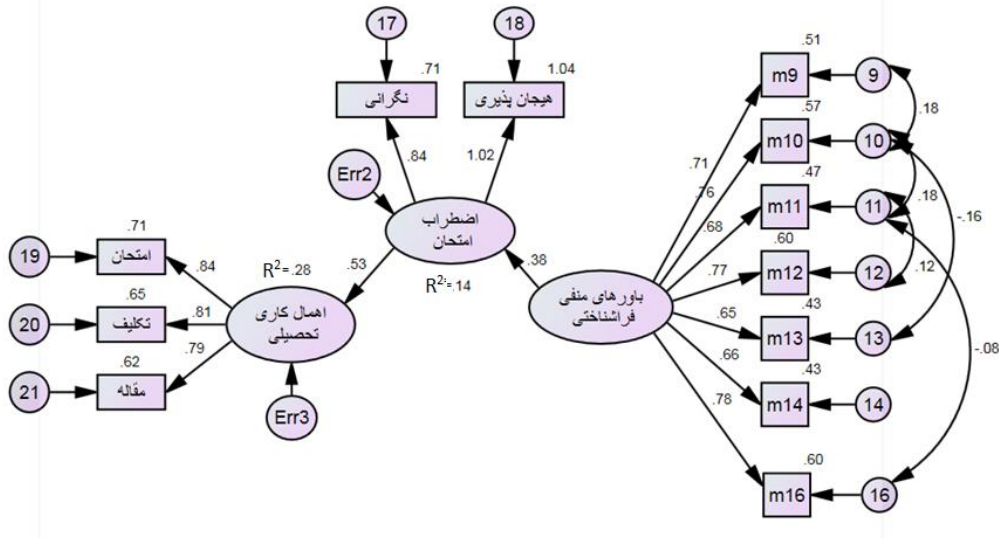 17
18
.71
1.04
نگرانی
هیجان پذیری
.84
1.02
Err2
اضطراب
امتحان
R²=.14
.53
.38
19
.71
امتحان
.84
20
.65
تکلیف
.81
21
.62
مقاله
.79
R²=.28
اهمال کاری
تحصیلی
Err3
باورهای منفی
فراشناختی
.51
m9
9
.71
.18
.57
m10
10
.76
.18
-.16
.47
m11
11
.68
.12
-.08
.60
m12
12
.77
.43
m13
13
.65
.43
m14
14
.66
.60
m16
16
.78